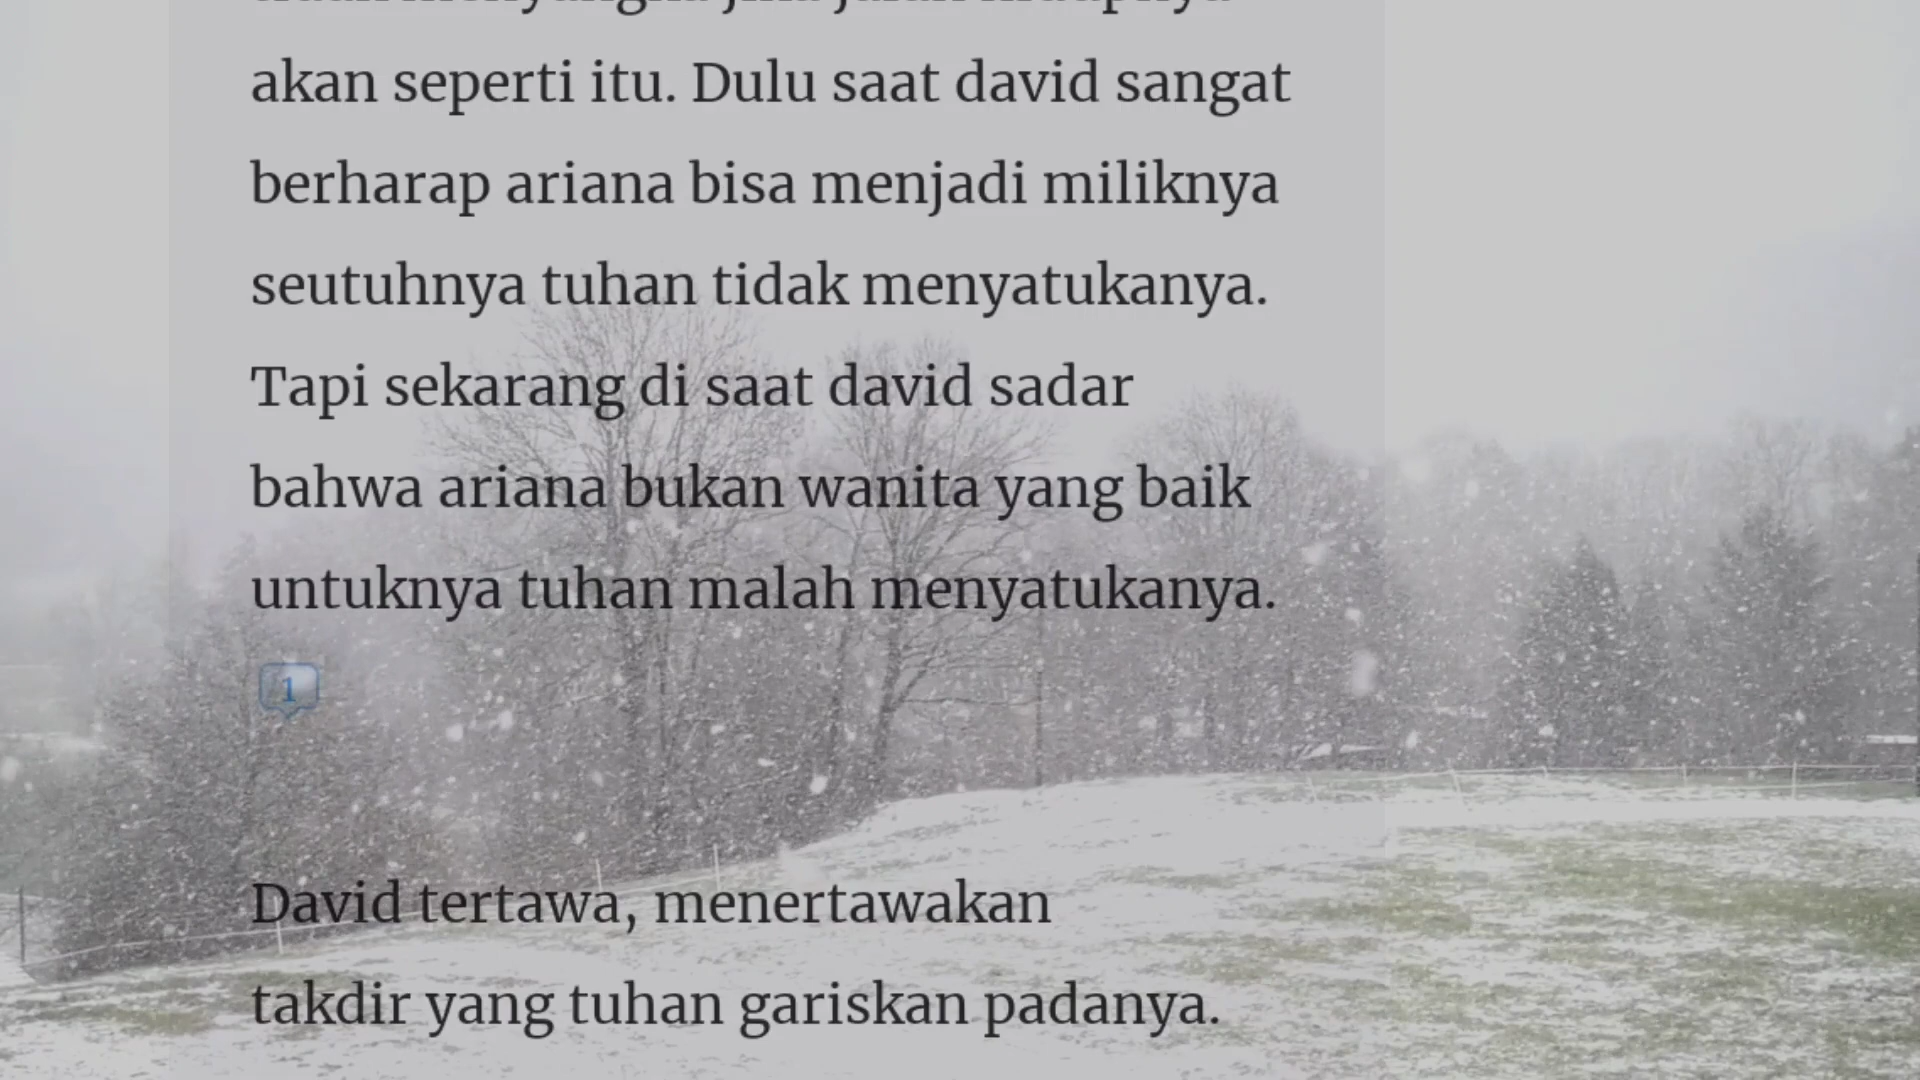 akan seperti itu. Dulu saat david sangat
berharap ariana bisa menjadi miliknya
seutuhnya tuhan tidak menyatukanya.
Tapi sekarang di saat david sadar
bahwa ariana bukan wanita yang baik
untuknya tuhan malah menyatukanya.
1
David tertawa, menertawakan
takdir yang tuhan gariskan padanya.